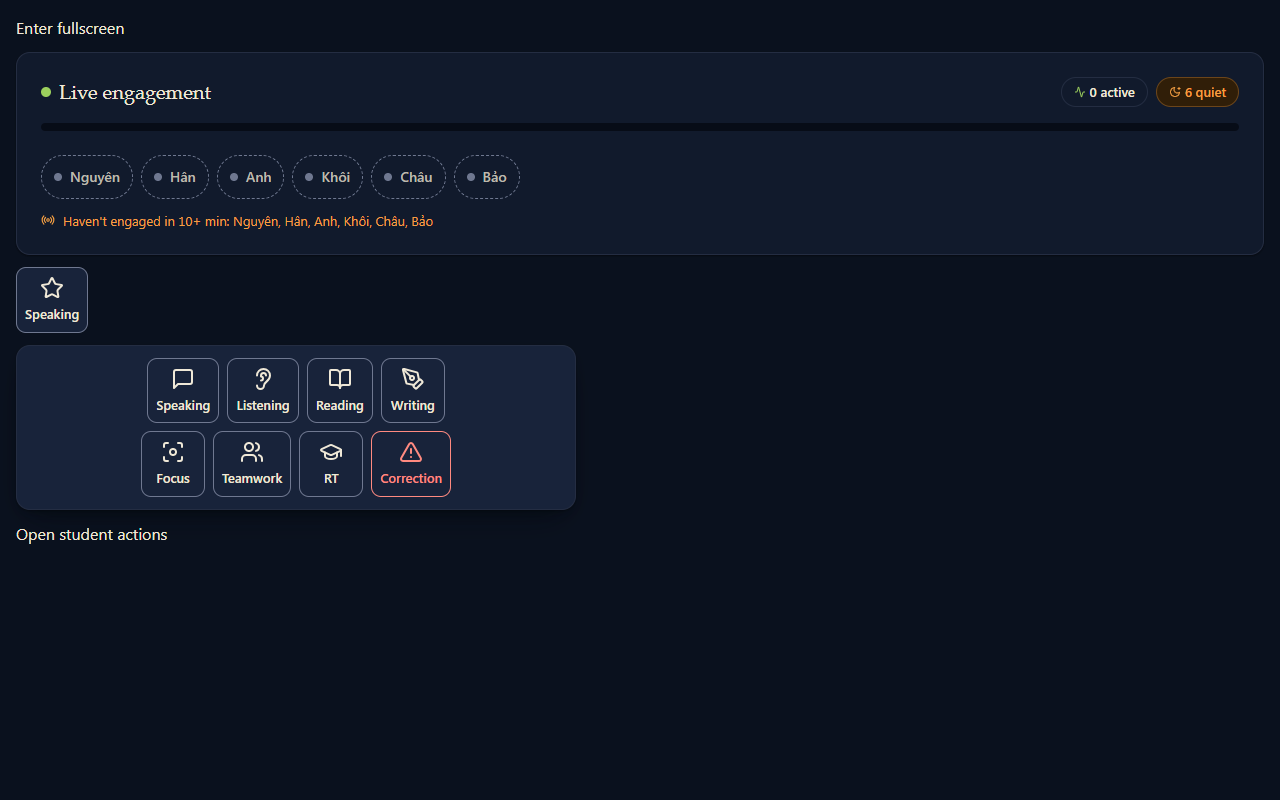 Enter fullscreen
Live engagement
0 active
6 quiet
Nguyên
Hân
Anh
Khôi
Châu
Bảo
Haven't engaged in 10+ min: Nguyên, Hân, Anh, Khôi, Châu, Bảo
Speaking
Speaking
Listening
Reading
Writing
Focus
Teamwork
RT
Correction
Open student actions